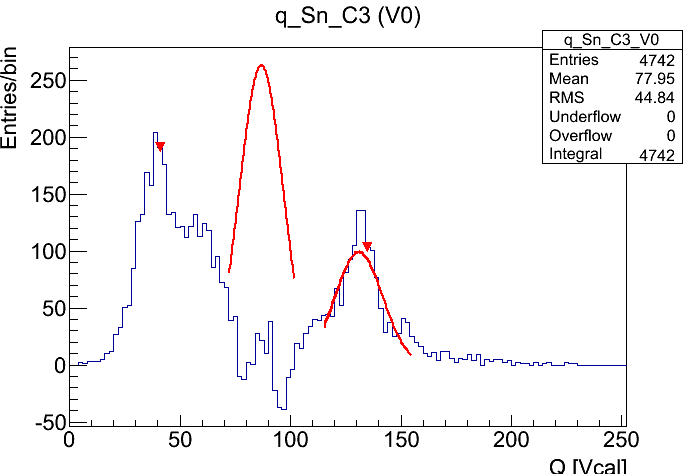 q_Sn_C3 (V0)
q_Sn_C3_V0
Entries 4742
Mean 77.95
RMS 44.84
Underflow 0
Overflow 0
Integral 4742
Entries/bin
250
200
150
100
50
0
-50
0 50 100 150 200 250
Q [Vcal]